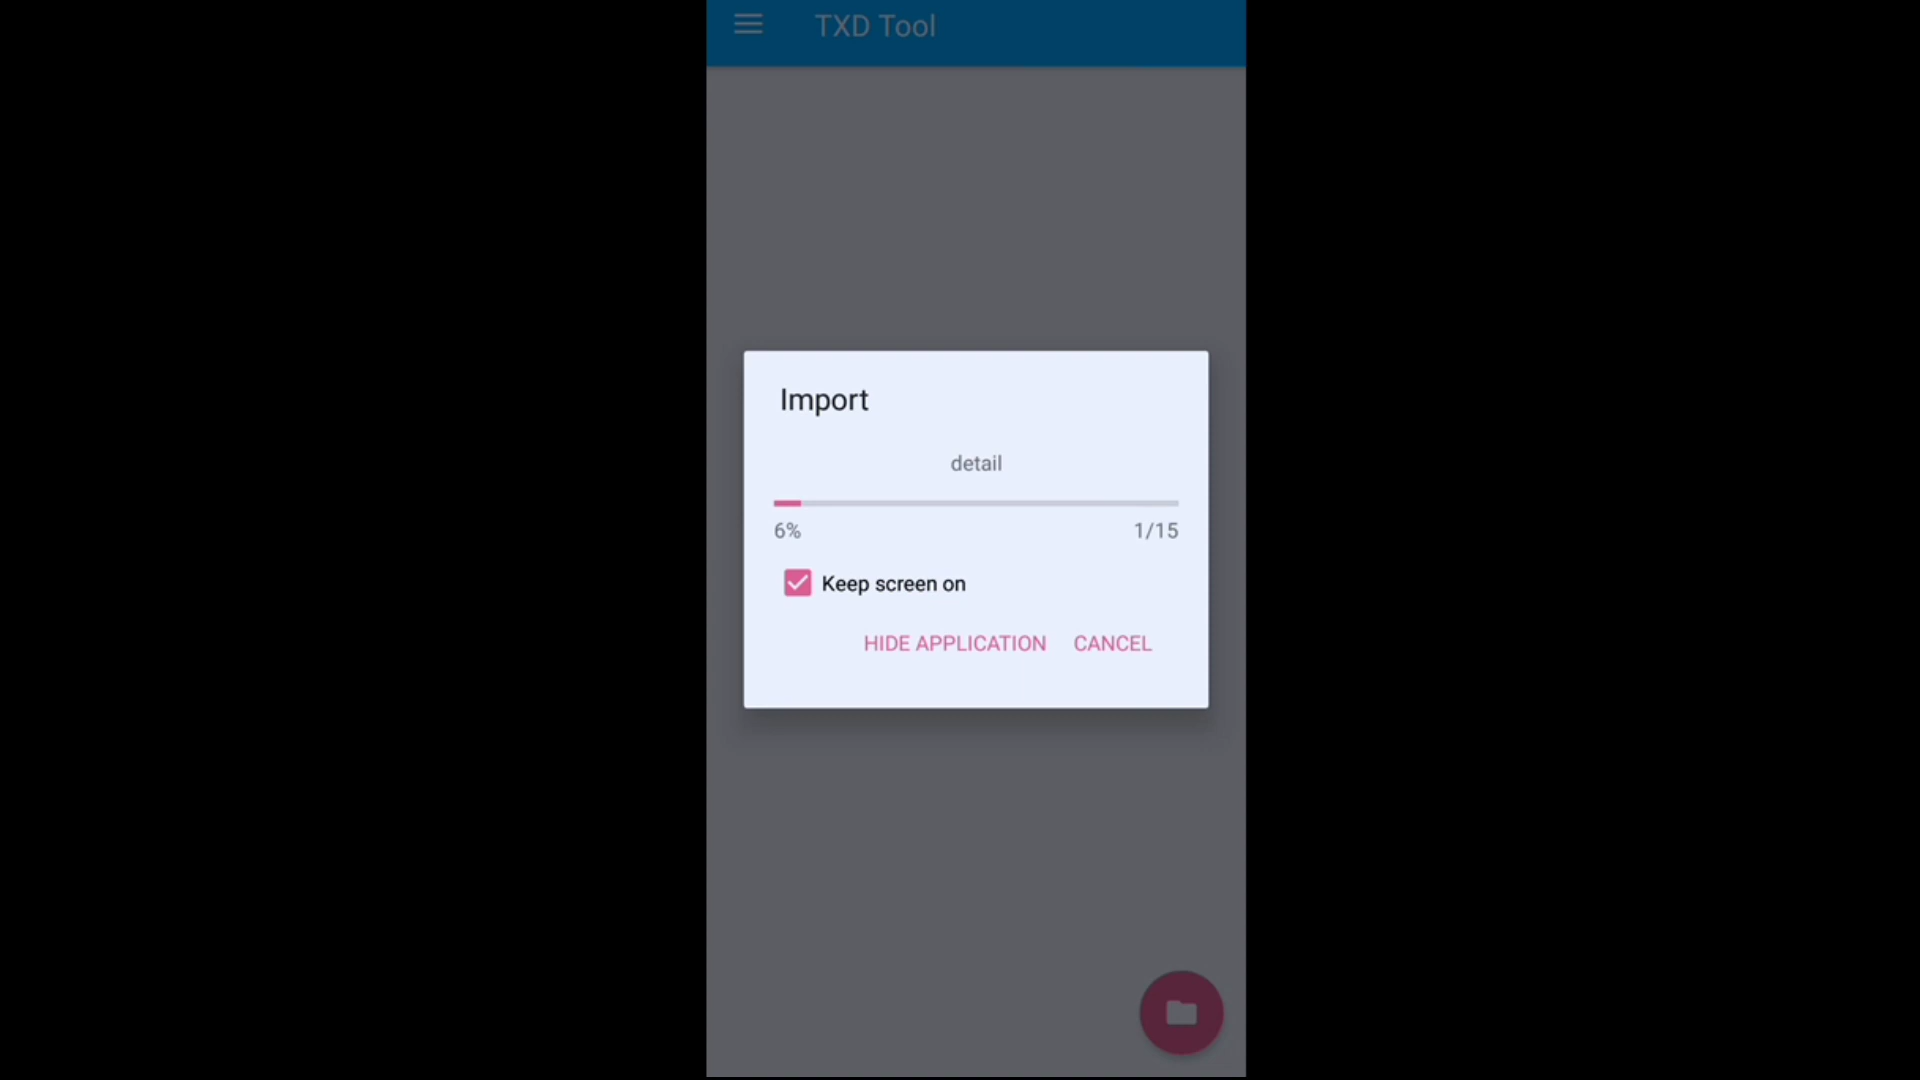 TXD Tool
Import
detail
6%
1/15
Keep screen on
HIDE APPLICATION
CANCEL